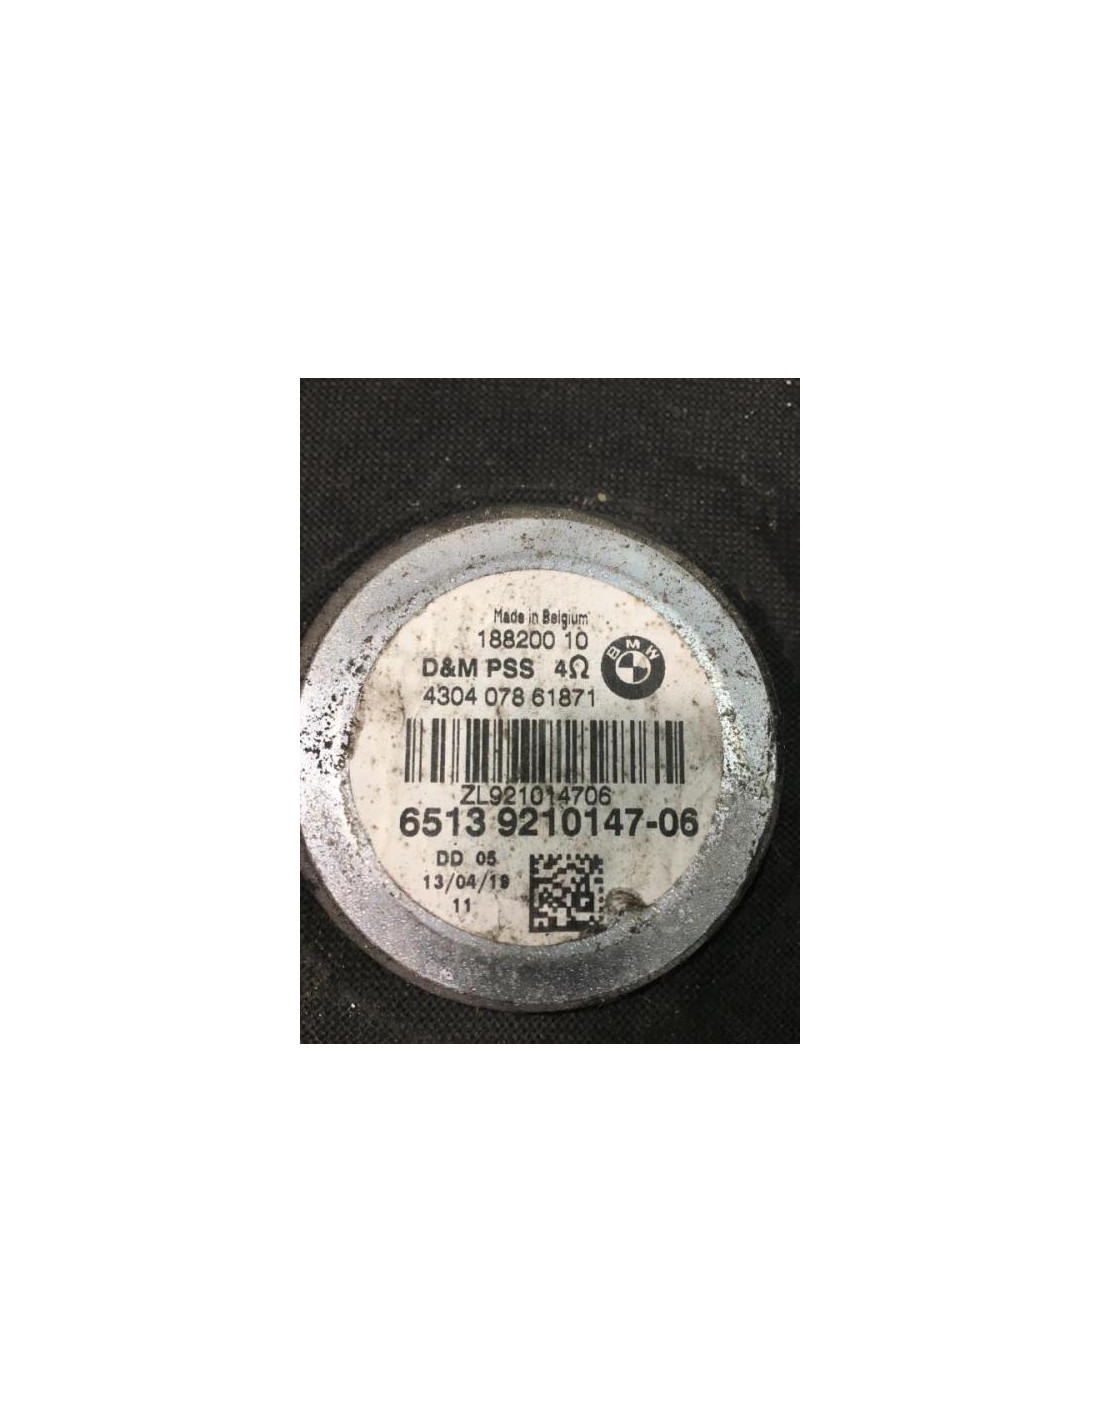 Made in Belgium
188200 10
D&M PSS 4Ω
BMW
4304 078 61871
ZL921014706
6513 9210147-06
DD 05
13/04/19
11